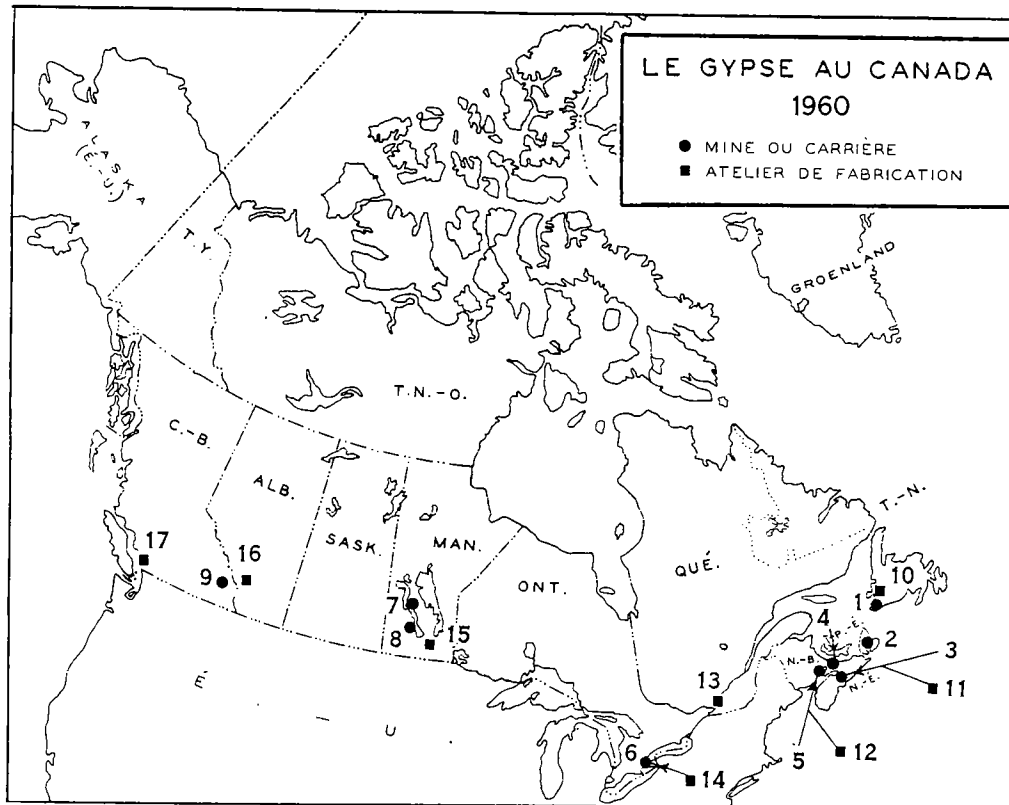 LE GYPSE AU CANADA
1960
MINE OU CARRIÈRE
ATELIER DE FABRICATION
ALASKA
(É.-U.)
T.Y.
GROENLAND
T.N.-O.
C.-B.
ALB.
SASK.
MAN.
ONT.
QUÉ.
T.-N.
17
9
16
7
8
15
10
1
4
P.É.
2
3
N.-B.
N.-É.
11
13
5
12
6
14
É - U.